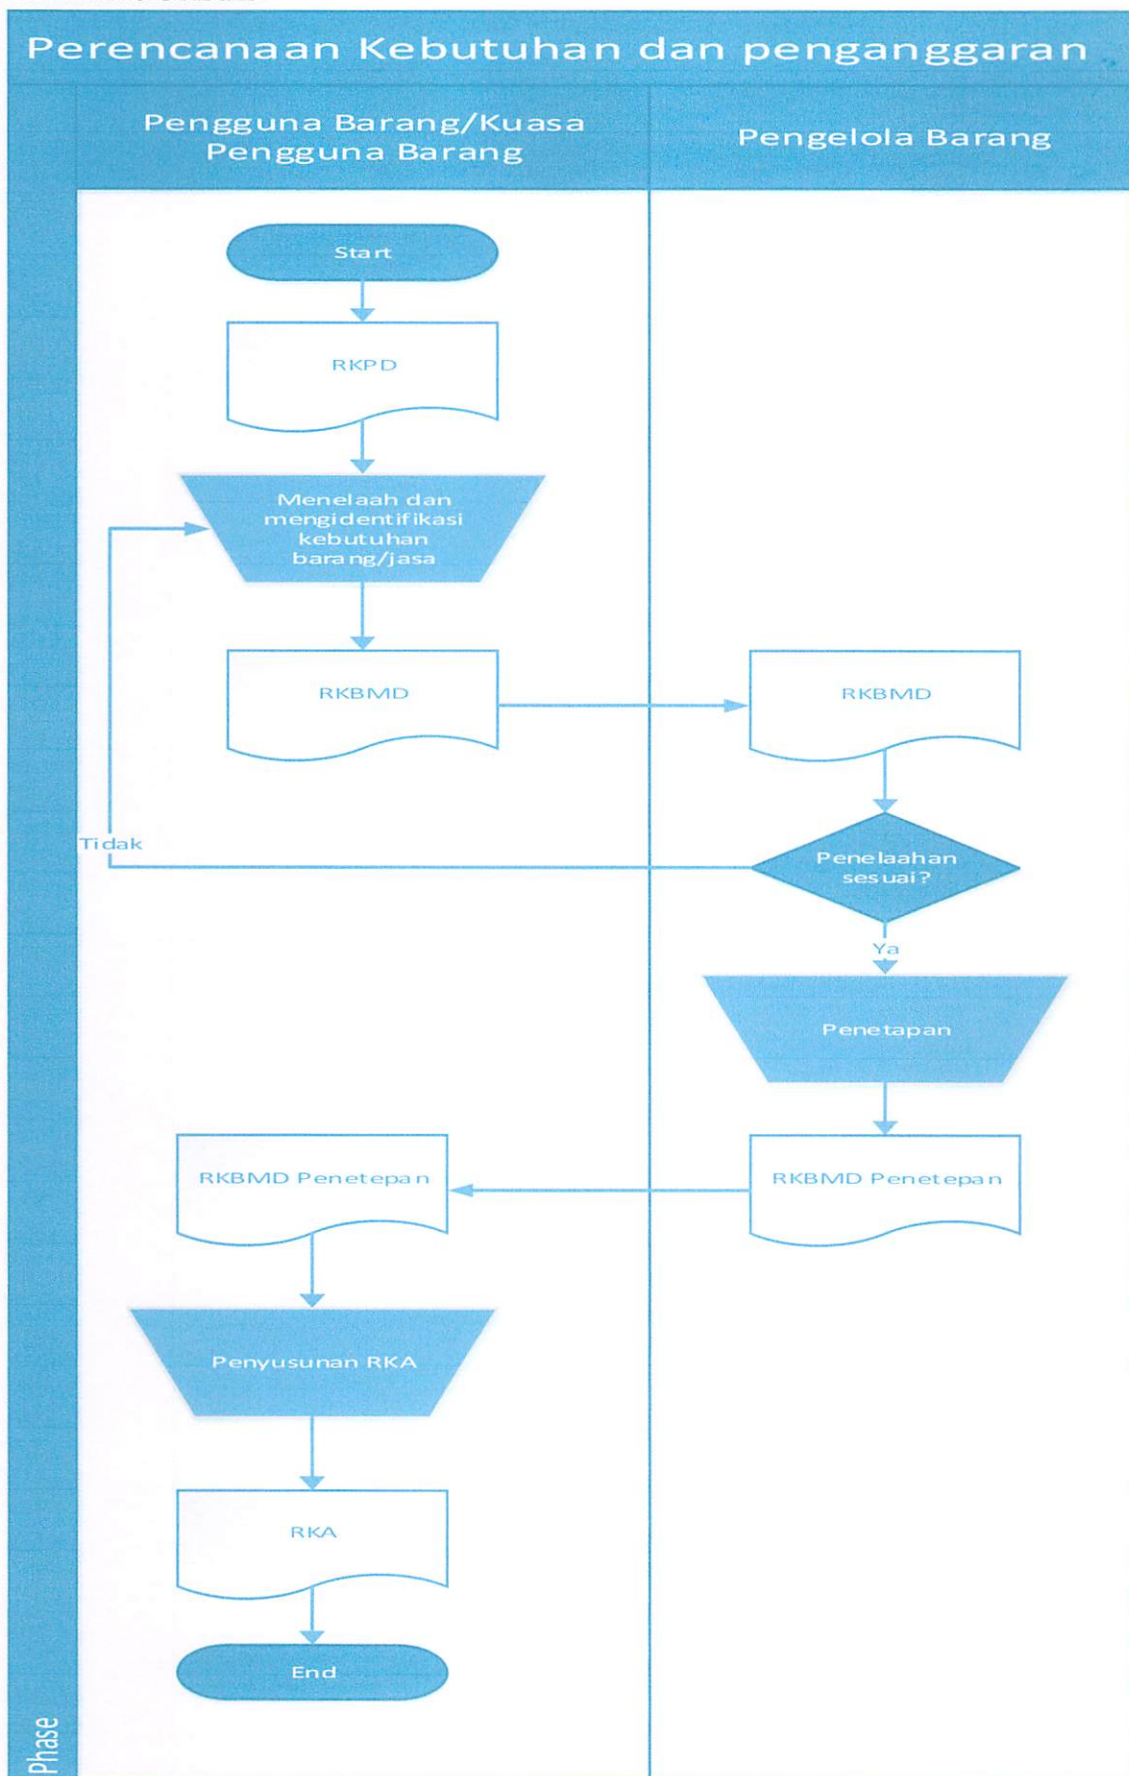 Perencanaan Kebutuhan dan penganggaran
Pengguna Barang/Kuasa
Pengguna Barang
Pengelola Barang
Start
RKPD
Menelaah dan
mengidentifikasi
kebutuhan
barang/jasa
RKBMD
RKBMD
Tidak
Penelaahan
sesuai?
Ya
Penetapan
RKBMD Penetepan
RKBMD Penetepan
Penyusunan RKA
RKA
End
Phase